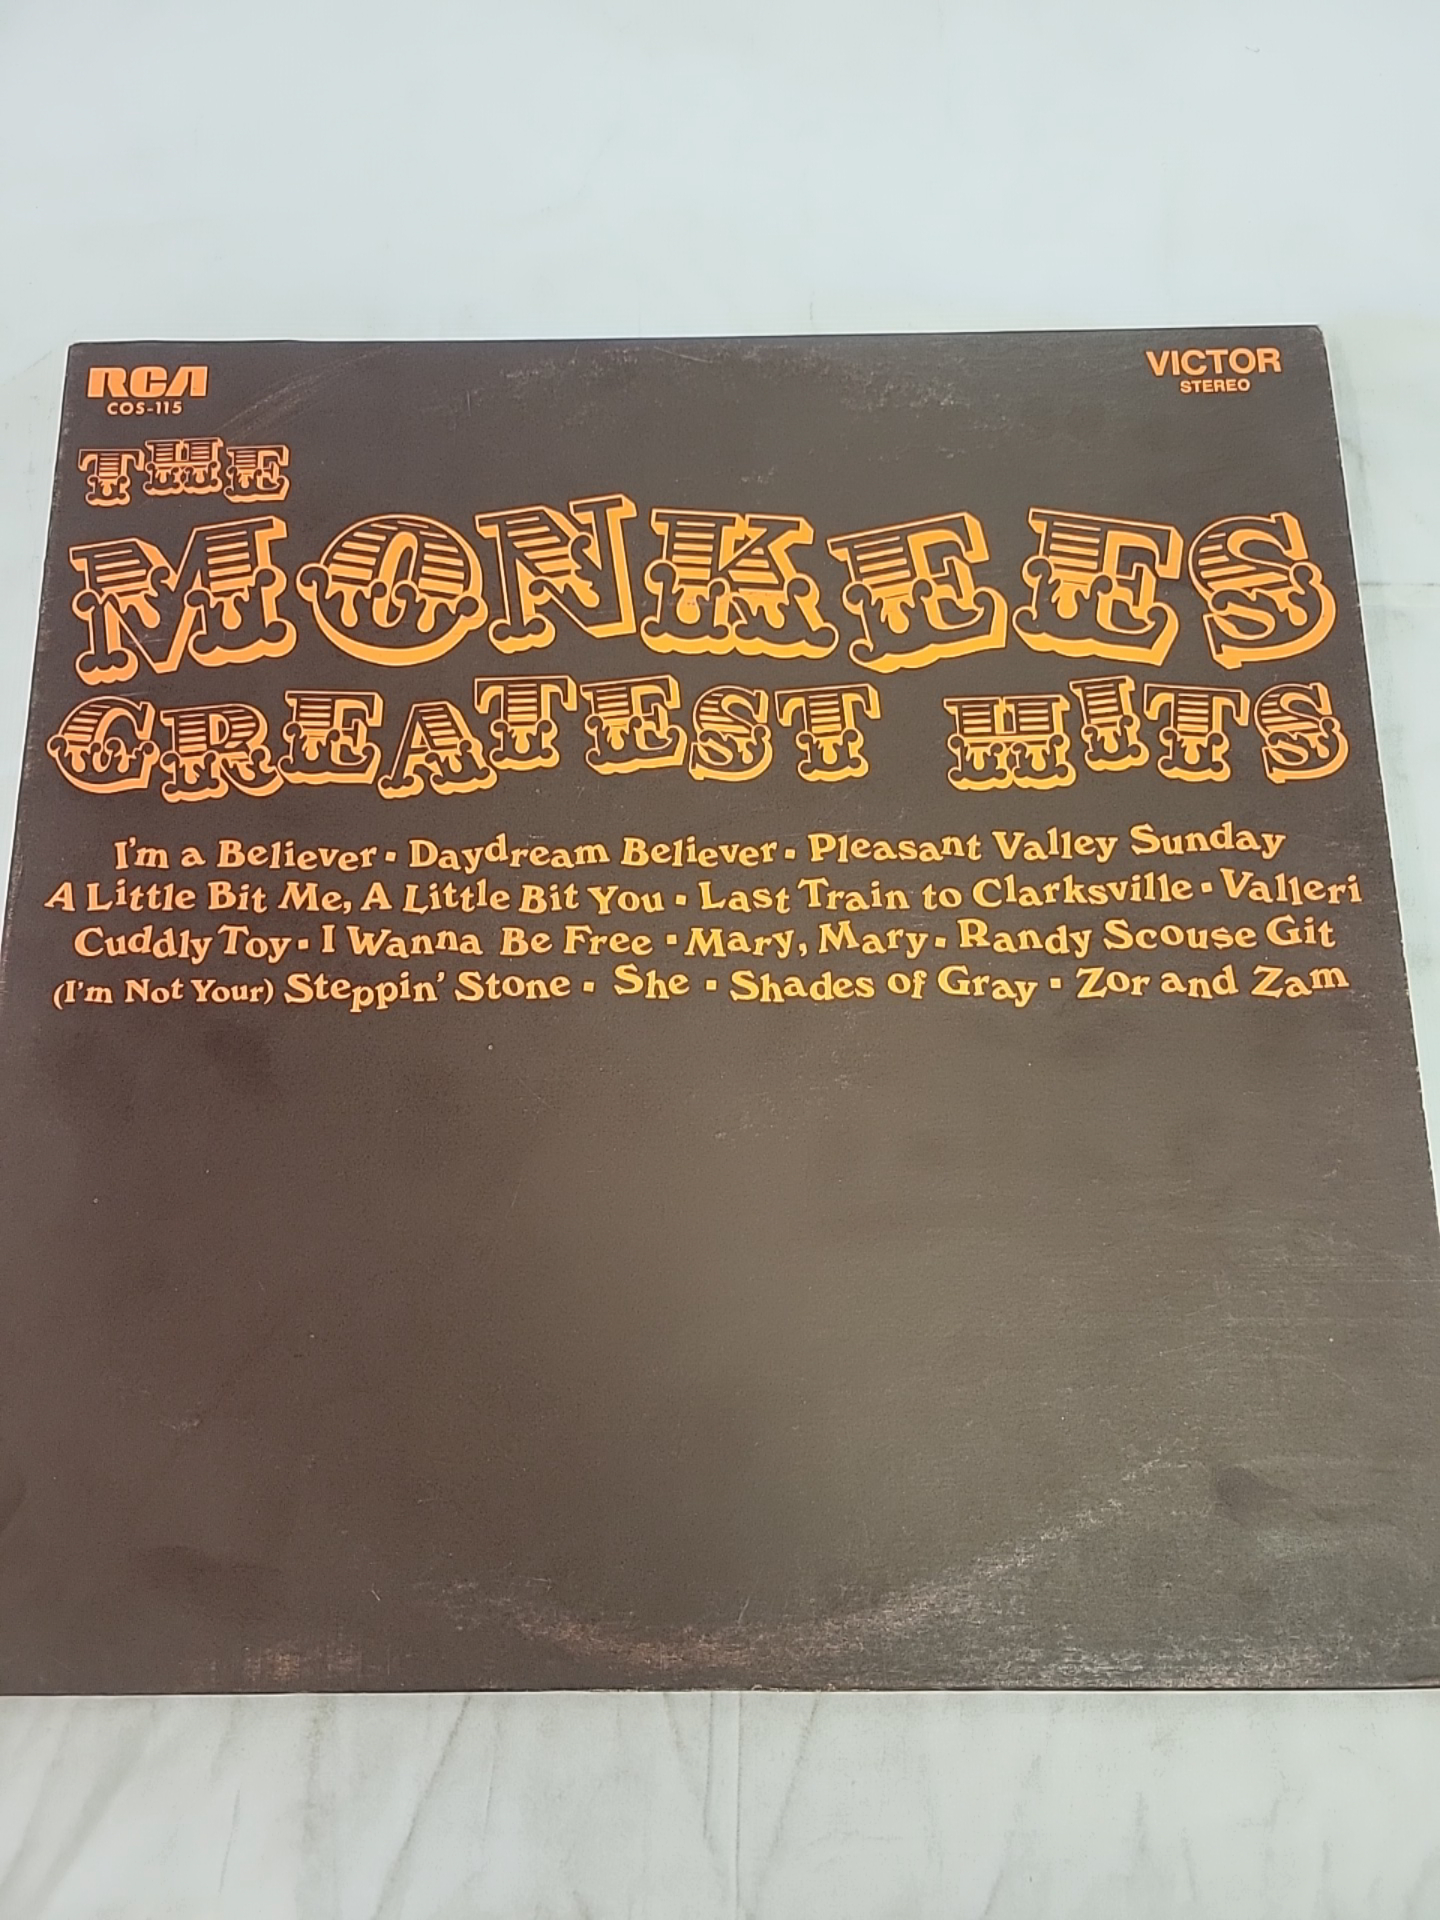 RCA VICTOR
COS-115 STEREO
THE
MONKEES
GREATEST HITS
I'm a Believer ▪ Daydream Believer ▪ Pleasant Valley Sunday
A Little Bit Me, A Little Bit You ▪ Last Train to Clarksville ▪ Valleri
Cuddly Toy ▪ I Wanna Be Free ▪ Mary, Mary ▪ Randy Scouse Git
(I'm Not Your) Steppin' Stone ▪ She ▪ Shades of Gray ▪ Zor and Zam